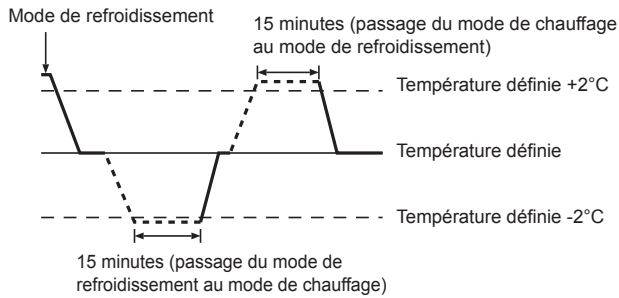 Mode de refroidissement
15 minutes (passage du mode de chauffage
au mode de refroidissement)
Température définie +2°C
Température définie
Température définie -2°C
15 minutes (passage du mode de
refroidissement au mode de chauffage)